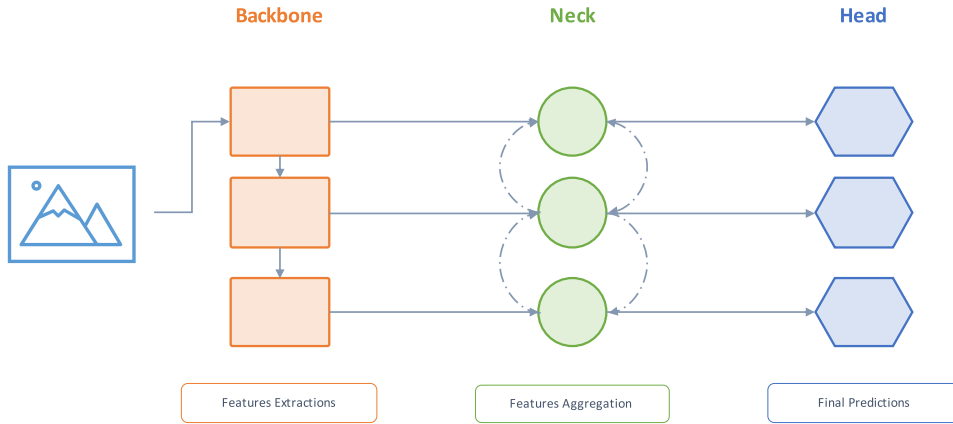 Backbone
Neck
Head
Features Extractions
Features Aggregation
Final Predictions